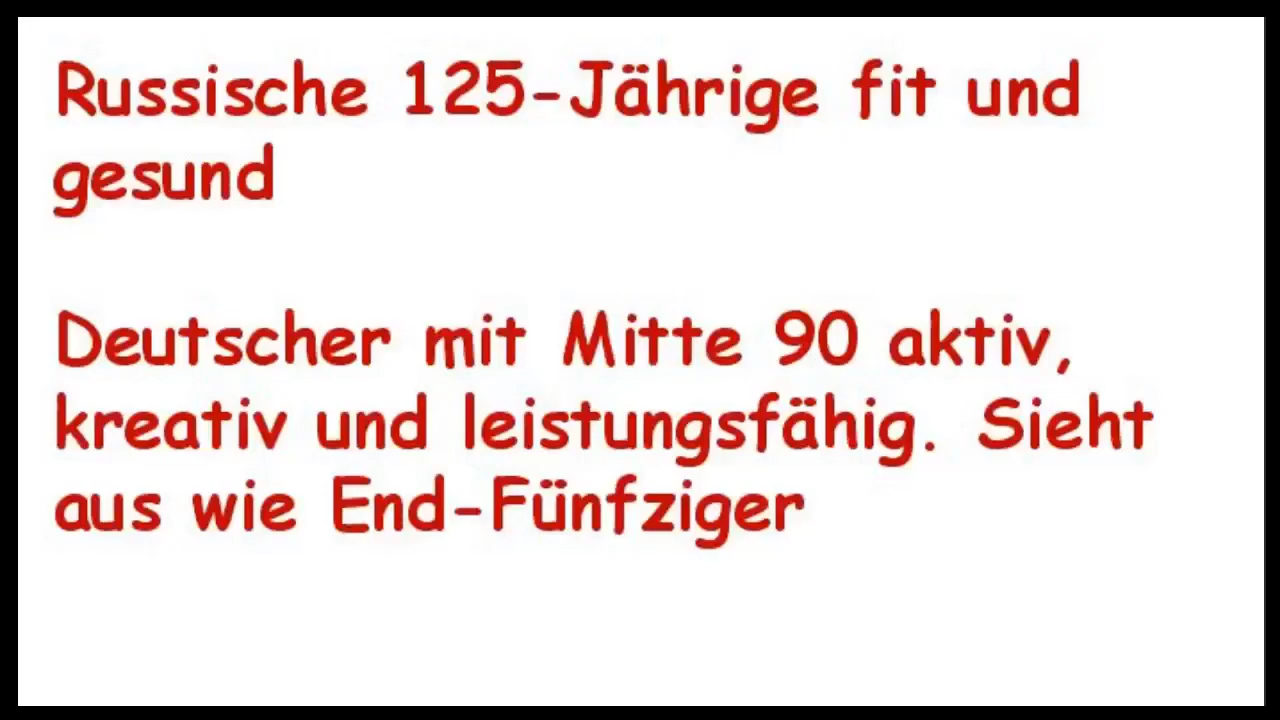 Russische 125-Jährige fit und
gesund
Deutscher mit Mitte 90 aktiv,
kreativ und leistungsfähig. Sieht
aus wie End-Fünfziger